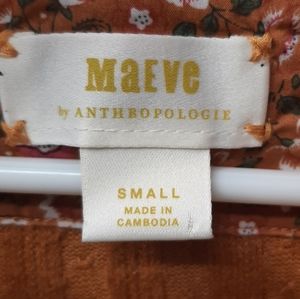 MaEVe
by ANTHROPOLOGIE
SMALL
MADE IN
CAMBODIA